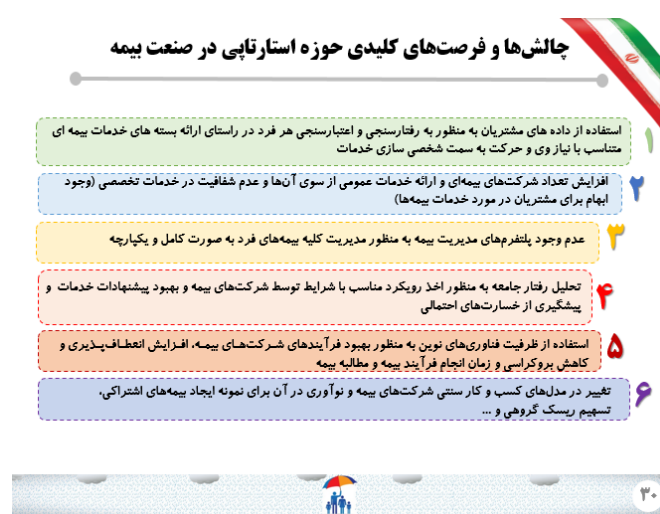 چالش‌ها و فرصت‌های کلیدی حوزه استارتاپی در صنعت بیمه
۱
استفاده از داده های مشتریان به منظور به رفتارسنجی و اعتبارسنجی هر فرد در راستای ارائه بسته های خدمات بیمه ای
متناسب با نیاز وی و حرکت به سمت شخصی سازی خدمات
۲
افزایش تعداد شرکت‌های بیمه‌ای و ارائه خدمات عمومی از سوی آن‌ها و عدم شفافیت در خدمات تخصصی (وجود
ابهام برای مشتریان در مورد خدمات بیمه‌ها)
۳
عدم وجود پلتفرم‌های مدیریت بیمه به منظور مدیریت کلیه بیمه‌های فرد به صورت کامل و یکپارچه
۴
تحلیل رفتار جامعه به منظور اخذ رویکرد مناسب با شرایط توسط شرکت‌های بیمه و بهبود پیشنهادات خدمات و
پیشگیری از خسارت‌های احتمالی
۵
استفاده از ظرفیت فناوری‌های نوین به منظور بهبود فرآیندهای شرکت‌های بیمه، افزایش انعطاف‌پذیری و
کاهش بروکراسی و زمان انجام فرآیند بیمه و مطالبه بیمه
۶
تغییر در مدل‌های کسب و کار سنتی شرکت‌های بیمه و نوآوری در آن برای نمونه ایجاد بیمه‌های اشتراکی،
تسهیم ریسک گروهی و ...
۳۰